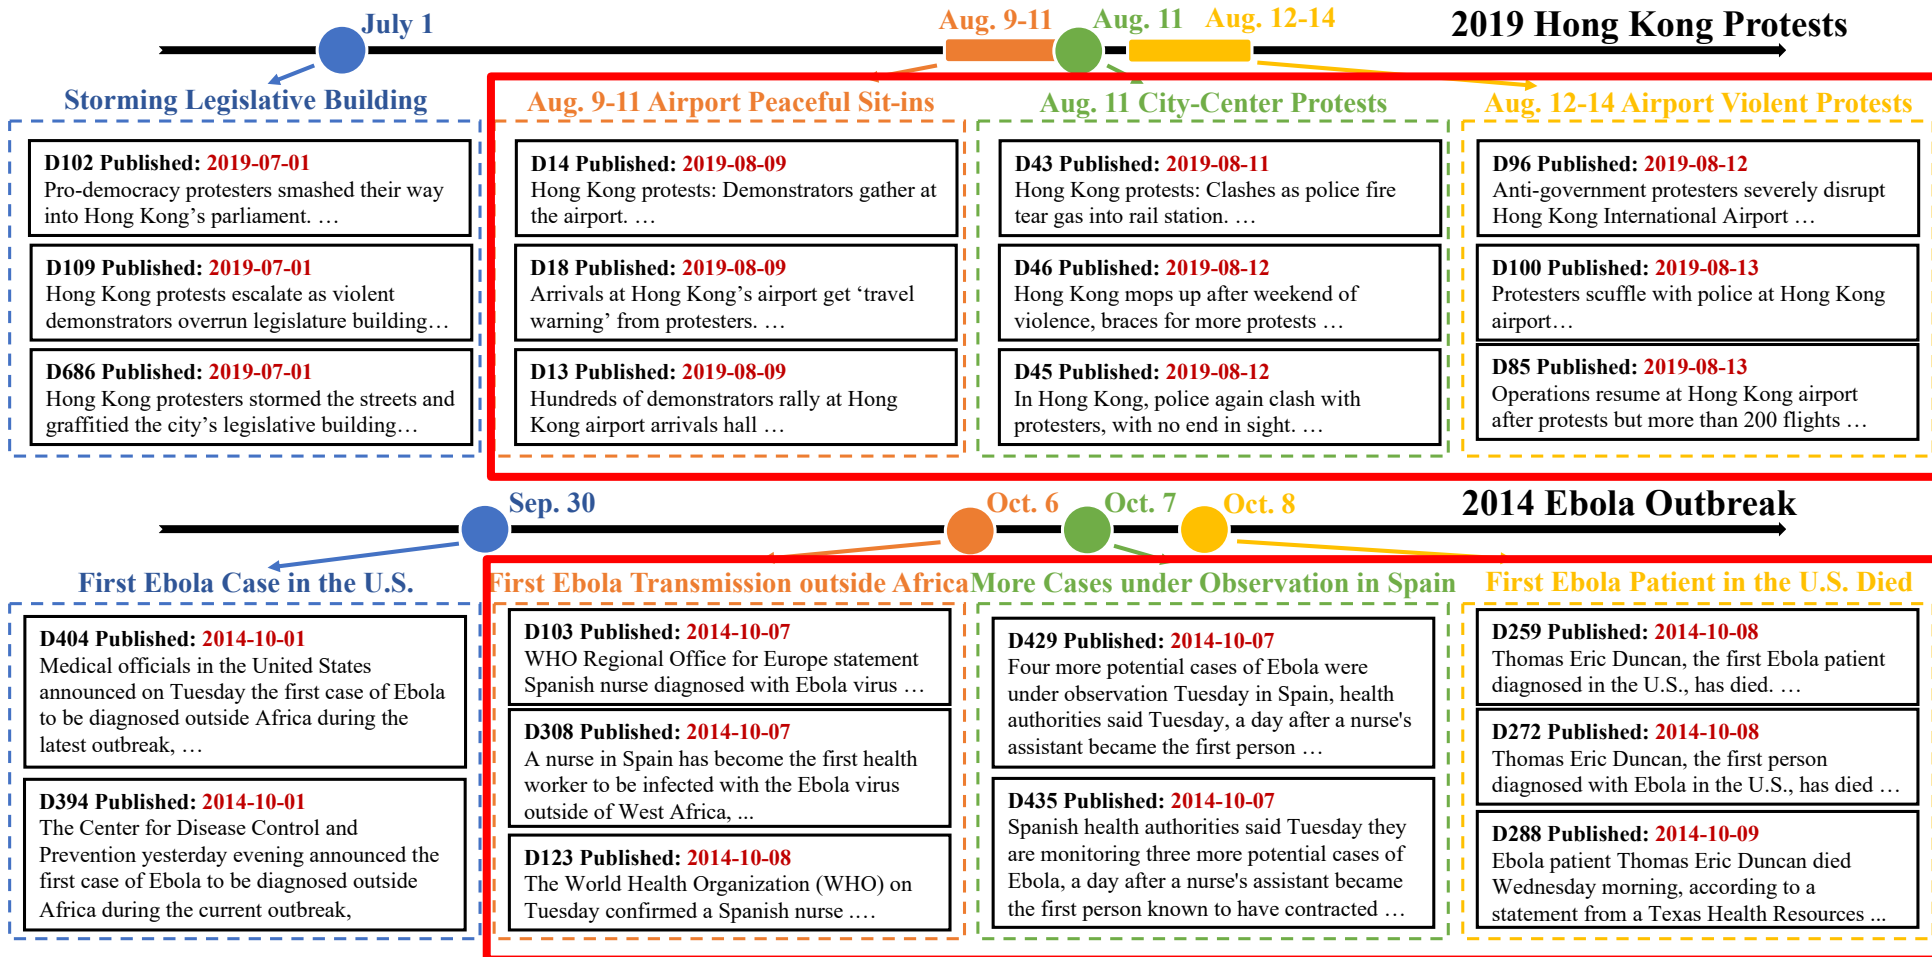 July 1
Aug. 9-11
Aug. 11
Aug. 12-14
2019 Hong Kong Protests
Storming Legislative Building
D102 Published: 2019-07-01
Pro-democracy protesters smashed their way
into Hong Kong’s parliament. …
D109 Published: 2019-07-01
Hong Kong protests escalate as violent
demonstrators overrun legislature building…
D686 Published: 2019-07-01
Hong Kong protesters stormed the streets and
graffitied the city’s legislative building…
Aug. 9-11 Airport Peaceful Sit-ins
D14 Published: 2019-08-09
Hong Kong protests: Demonstrators gather at
the airport. …
D18 Published: 2019-08-09
Arrivals at Hong Kong’s airport get ‘travel
warning’ from protesters. …
D13 Published: 2019-08-09
Hundreds of demonstrators rally at Hong
Kong airport arrivals hall …
Aug. 11 City-Center Protests
D43 Published: 2019-08-11
Hong Kong protests: Clashes as police fire
tear gas into rail station. …
D46 Published: 2019-08-12
Hong Kong mops up after weekend of
violence, braces for more protests …
D45 Published: 2019-08-12
In Hong Kong, police again clash with
protesters, with no end in sight. …
Aug. 12-14 Airport Violent Protests
D96 Published: 2019-08-12
Anti-government protesters severely disrupt
Hong Kong International Airport …
D100 Published: 2019-08-13
Protesters scuffle with police at Hong Kong
airport…
D85 Published: 2019-08-13
Operations resume at Hong Kong airport
after protests but more than 200 flights …
Sep. 30
Oct. 6
Oct. 7
Oct. 8
2014 Ebola Outbreak
First Ebola Case in the U.S.
D404 Published: 2014-10-01
Medical officials in the United States
announced on Tuesday the first case of Ebola
to be diagnosed outside Africa during the
latest outbreak, …
D394 Published: 2014-10-01
The Center for Disease Control and
Prevention yesterday evening announced the
first case of Ebola to be diagnosed outside
Africa during the current outbreak,
First Ebola Transmission outside Africa
D103 Published: 2014-10-07
WHO Regional Office for Europe statement
Spanish nurse diagnosed with Ebola virus …
D308 Published: 2014-10-07
A nurse in Spain has become the first health
worker to be infected with the Ebola virus
outside of West Africa, ...
D123 Published: 2014-10-08
The World Health Organization (WHO) on
Tuesday confirmed a Spanish nurse ….
More Cases under Observation in Spain
D429 Published: 2014-10-07
Four more potential cases of Ebola were
under observation Tuesday in Spain, health
authorities said Tuesday, a day after a nurse's
assistant became the first person …
D435 Published: 2014-10-07
Spanish health authorities said Tuesday they
are monitoring three more potential cases of
Ebola, a day after a nurse's assistant became
the first person known to have contracted …
First Ebola Patient in the U.S. Died
D259 Published: 2014-10-08
Thomas Eric Duncan, the first Ebola patient
diagnosed in the U.S., has died. …
D272 Published: 2014-10-08
Thomas Eric Duncan, the first person
diagnosed with Ebola in the U.S., has died …
D288 Published: 2014-10-09
Ebola patient Thomas Eric Duncan died
Wednesday morning, according to a
statement from a Texas Health Resources ...